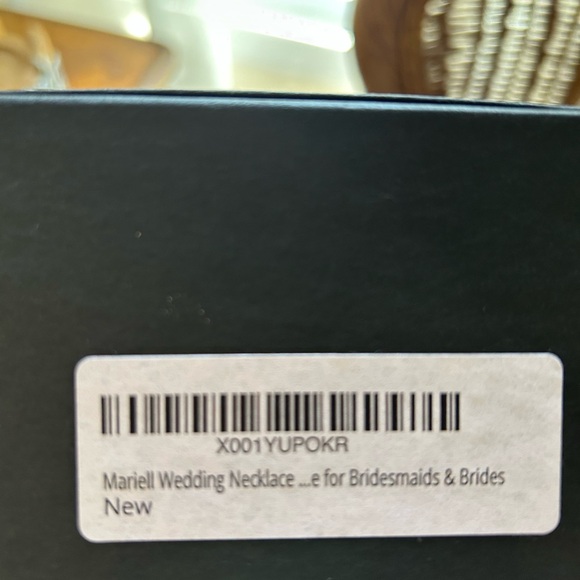 X001YUPOKR
Mariell Wedding Necklace ...e for Bridesmaids & Brides
New